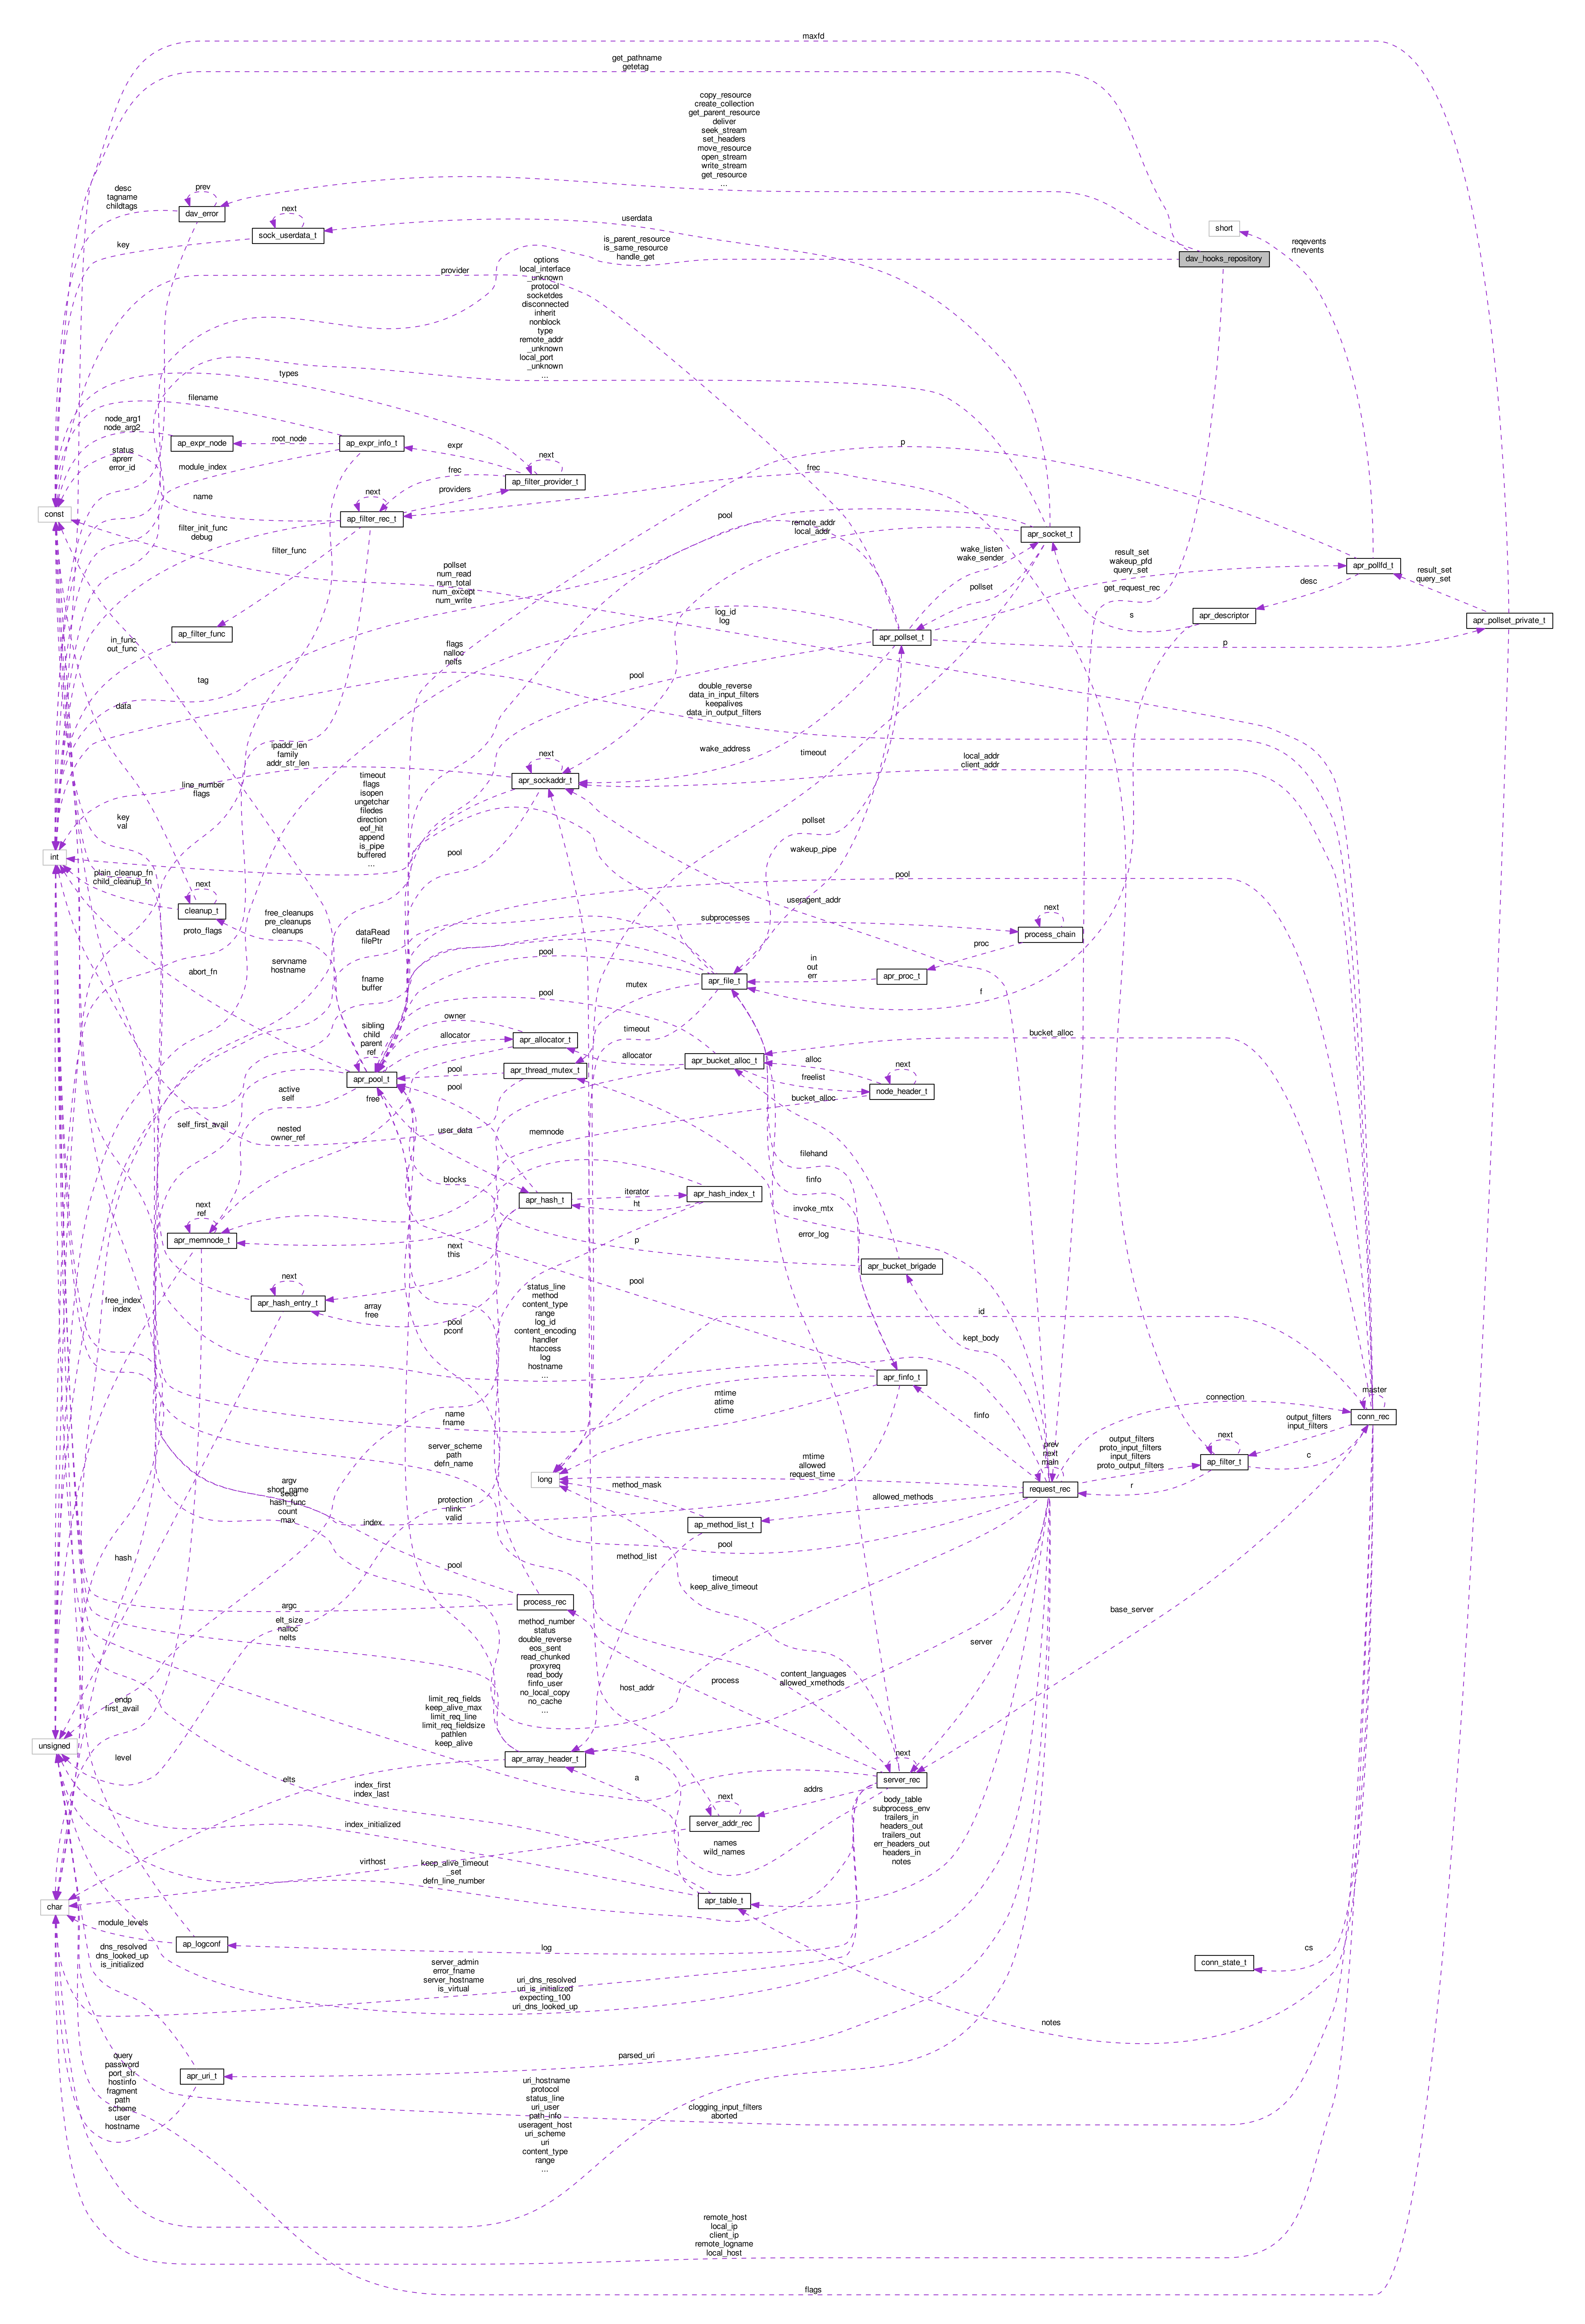 maxfd
get_pathname
getetag
copy_resource
create_collection
get_parent_resource
deliver
seek_stream
set_headers
move_resource
open_stream
write_stream
get_resource
...
desc
tagname
childtags
prev
dav_error
next
sock_userdata_t
key
userdata
short
reqevents
rtnevents
dav_hooks_repository
is_parent_resource
is_same_resource
handle_get
provider
options
local_interface
_unknown
protocol
socketdes
disconnected
inherit
nonblock
type
remote_addr
_unknown
local_port
_unknown
...
types
filename
node_arg1
node_arg2
ap_expr_node
root_node
ap_expr_info_t
expr
status
aprerr
error_id
module_index
frec
next
ap_filter_provider_t
providers
p
frec
name
next
ap_filter_rec_t
const
pool
remote_addr
local_addr
apr_socket_t
filter_init_func
debug
filter_func
pollset
num_read
num_total
num_except
num_write
wake_listen
wake_sender
result_set
wakeup_pfd
query_set
apr_pollfd_t
result_set
query_set
pollset
get_request_rec
desc
apr_descriptor
s
apr_pollset_private_t
ap_filter_func
in_func
out_func
flags
nalloc
nelts
log_id
log
apr_pollset_t
p
tag
data
pool
double_reverse
data_in_input_filters
keepalives
data_in_output_filters
ipaddr_len
family
addr_str_len
wake_address
timeout
local_addr
client_addr
next
apr_sockaddr_t
line_number
flags
timeout
flags
isopen
ungetchar
filedes
direction
eof_hit
append
is_pipe
buffered
...
key
val
pollset
int
pool
wakeup_pipe
plain_cleanup_fn
child_cleanup_fn
next
cleanup_t
pool
useragent_addr
free_cleanups
pre_cleanups
cleanups
subprocesses
next
process_chain
proto_flags
dataRead
filePtr
pool
proc
servname
hostname
abort_fn
in
out
err
apr_proc_t
fname
buffer
apr_file_t
mutex
f
pool
owner
sibling
child
parent
ref
allocator
apr_allocator_t
timeout
bucket_alloc
allocator
apr_bucket_alloc_t
alloc
freelist
next
node_header_t
apr_pool_t
pool
apr_thread_mutex_t
pool
active
self
free
bucket_alloc
self_first_avail
nested
owner_ref
user_data
memnode
filehand
blocks
apr_hash_t
iterator
ht
apr_hash_index_t
finfo
invoke_mtx
next
ref
apr_memnode_t
next
this
p
error_log
apr_bucket_brigade
pool
status_line
method
content_type
range
log_id
content_encoding
handler
htaccess
log
hostname
...
next
apr_hash_entry_t
free_index
index
array
free
pool
pconf
id
kept_body
apr_finfo_t
mtime
atime
ctime
finfo
connection
master
conn_rec
name
fname
output_filters
input_filters
server_scheme
path
defn_name
long
mtime
allowed
request_time
prev
next
main
request_rec
output_filters
proto_input_filters
input_filters
proto_output_filters
next
ap_filter_t
c
r
argv
short_name
seed
hash_func
count
max
index
protection
nlink
valid
method_mask
allowed_methods
ap_method_list_t
hash
method_list
pool
pool
timeout
keep_alive_timeout
process_rec
argc
base_server
elt_size
nalloc
nelts
method_number
status
double_reverse
eos_sent
read_chunked
proxyreq
read_body
finfo_user
no_local_copy
no_cache
...
server
content_languages
allowed_xmethods
process
host_addr
endp
first_avail
limit_req_fields
keep_alive_max
limit_req_line
limit_req_fieldsize
pathlen
keep_alive
unsigned
level
apr_array_header_t
next
server_rec
elts
index_first
index_last
a
addrs
next
server_addr_rec
body_table
subprocess_env
trailers_in
headers_out
trailers_out
err_headers_out
headers_in
notes
index_initialized
names
wild_names
virthost
keep_alive_timeout
_set
defn_line_number
apr_table_t
char
module_levels
ap_logconf
log
cs
conn_state_t
dns_resolved
dns_looked_up
is_initialized
server_admin
error_fname
server_hostname
is_virtual
uri_dns_resolved
uri_is_initialized
expecting_100
uri_dns_looked_up
notes
parsed_uri
apr_uri_t
query
password
port_str
hostinfo
fragment
path
scheme
user
hostname
uri_hostname
protocol
status_line
uri_user
path_info
useragent_host
uri_scheme
uri
content_type
range
...
clogging_input_filters
aborted
remote_host
local_ip
client_ip
remote_logname
local_host
flags